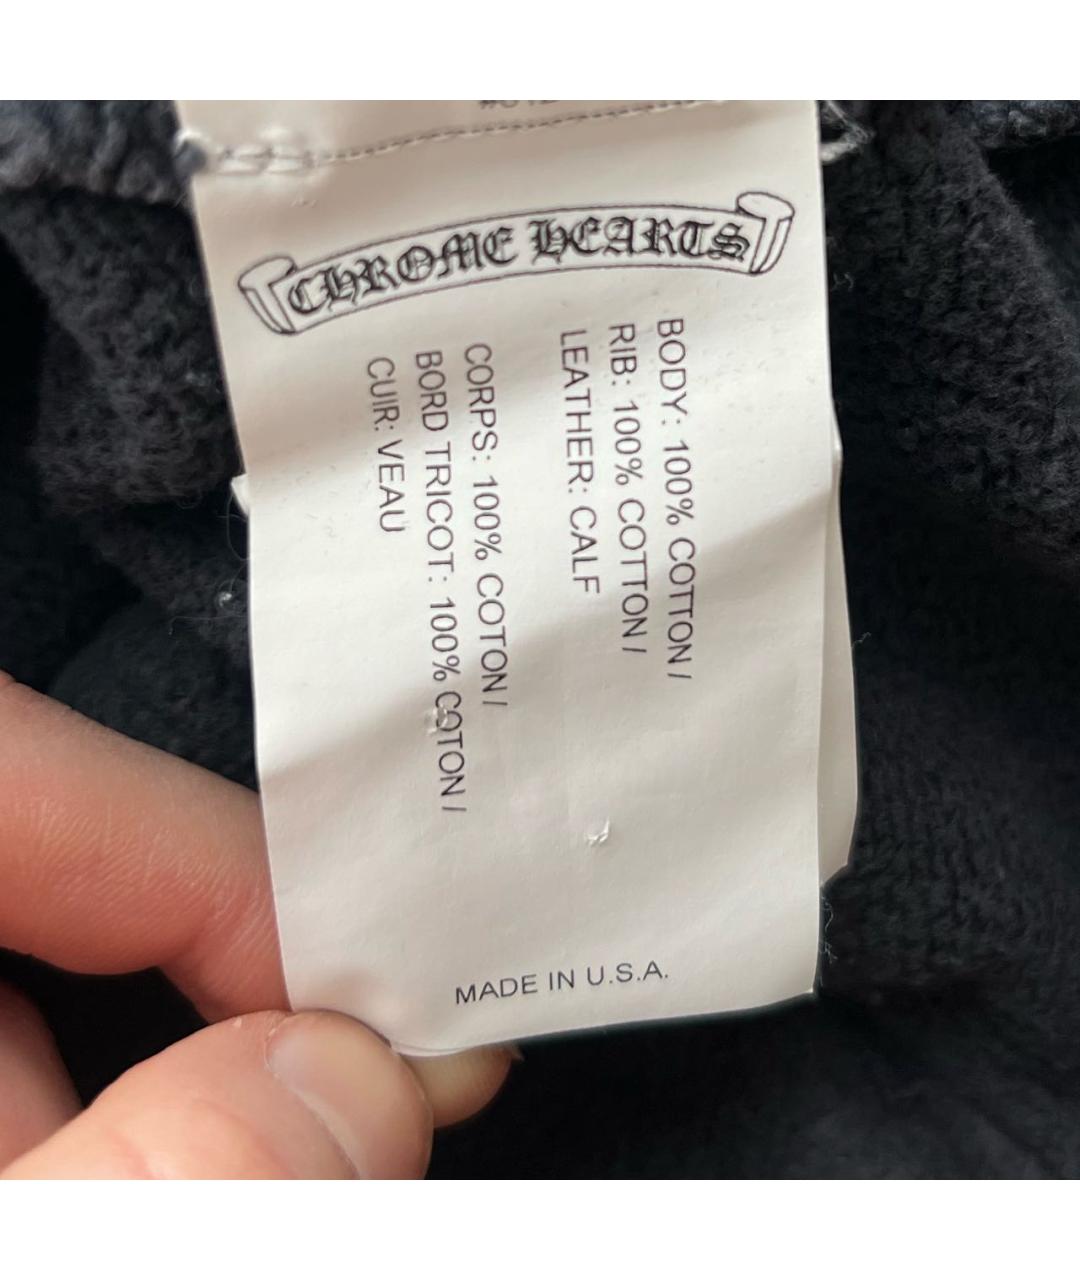 CHROME HEARTS
BODY: 100% COTTON /
RIB: 100% COTTON /
LEATHER: CALF
CORPS: 100% COTON /
BORD TRICOT: 100% COTON /
CUIR: VEAU
MADE IN U.S.A.